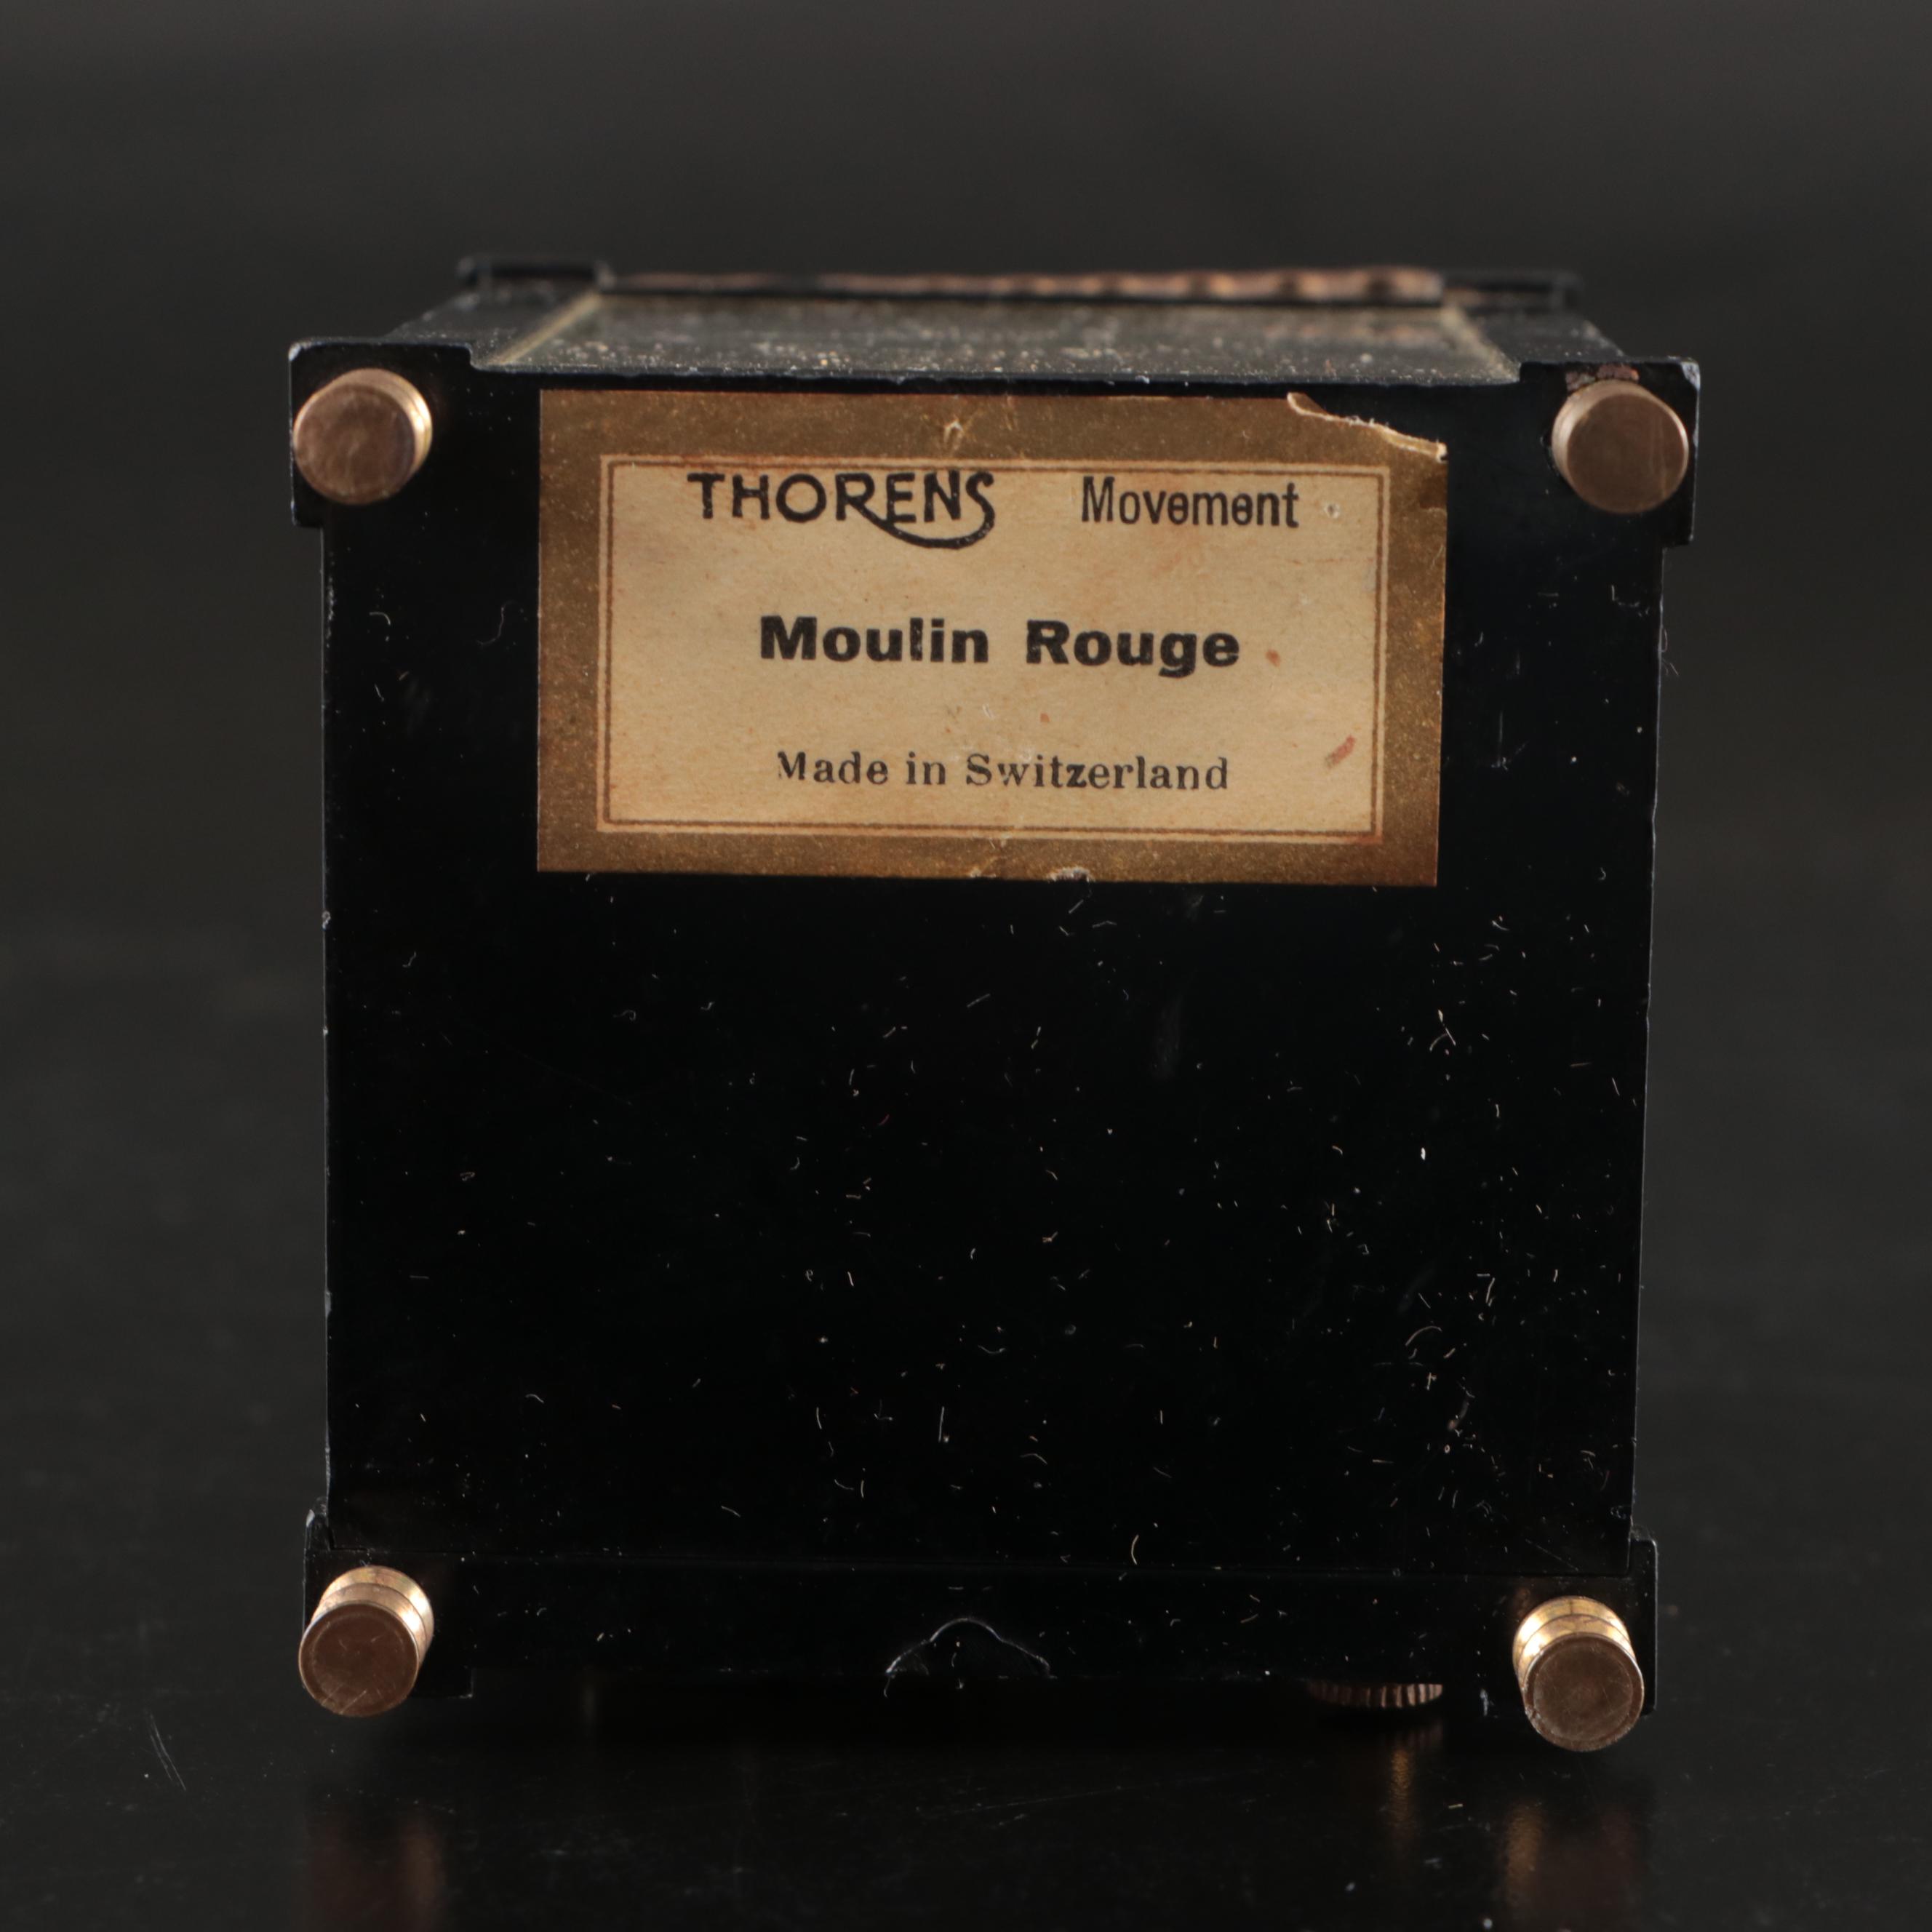 THORENS Movement
Moulin Rouge
Made in Switzerland